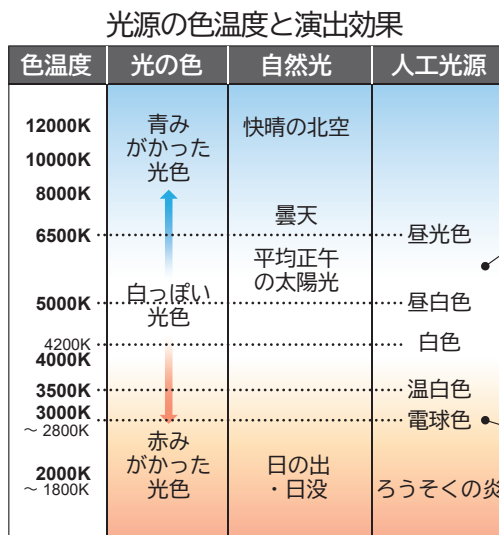 光源の色温度と演出効果
色温度 光の色 自然光 人工光源
12000K
10000K
8000K
6500K
5000K
4200K
4000K
3500K
3000K
～ 2800K
2000K
～ 1800K
青み
がかった
光色
白っぽい
光色
赤み
がかった
光色
快晴の北空
曇天
平均正午
の太陽光
日の出
・日没
昼光色
昼白色
白色
温白色
電球色
ろうそくの炎